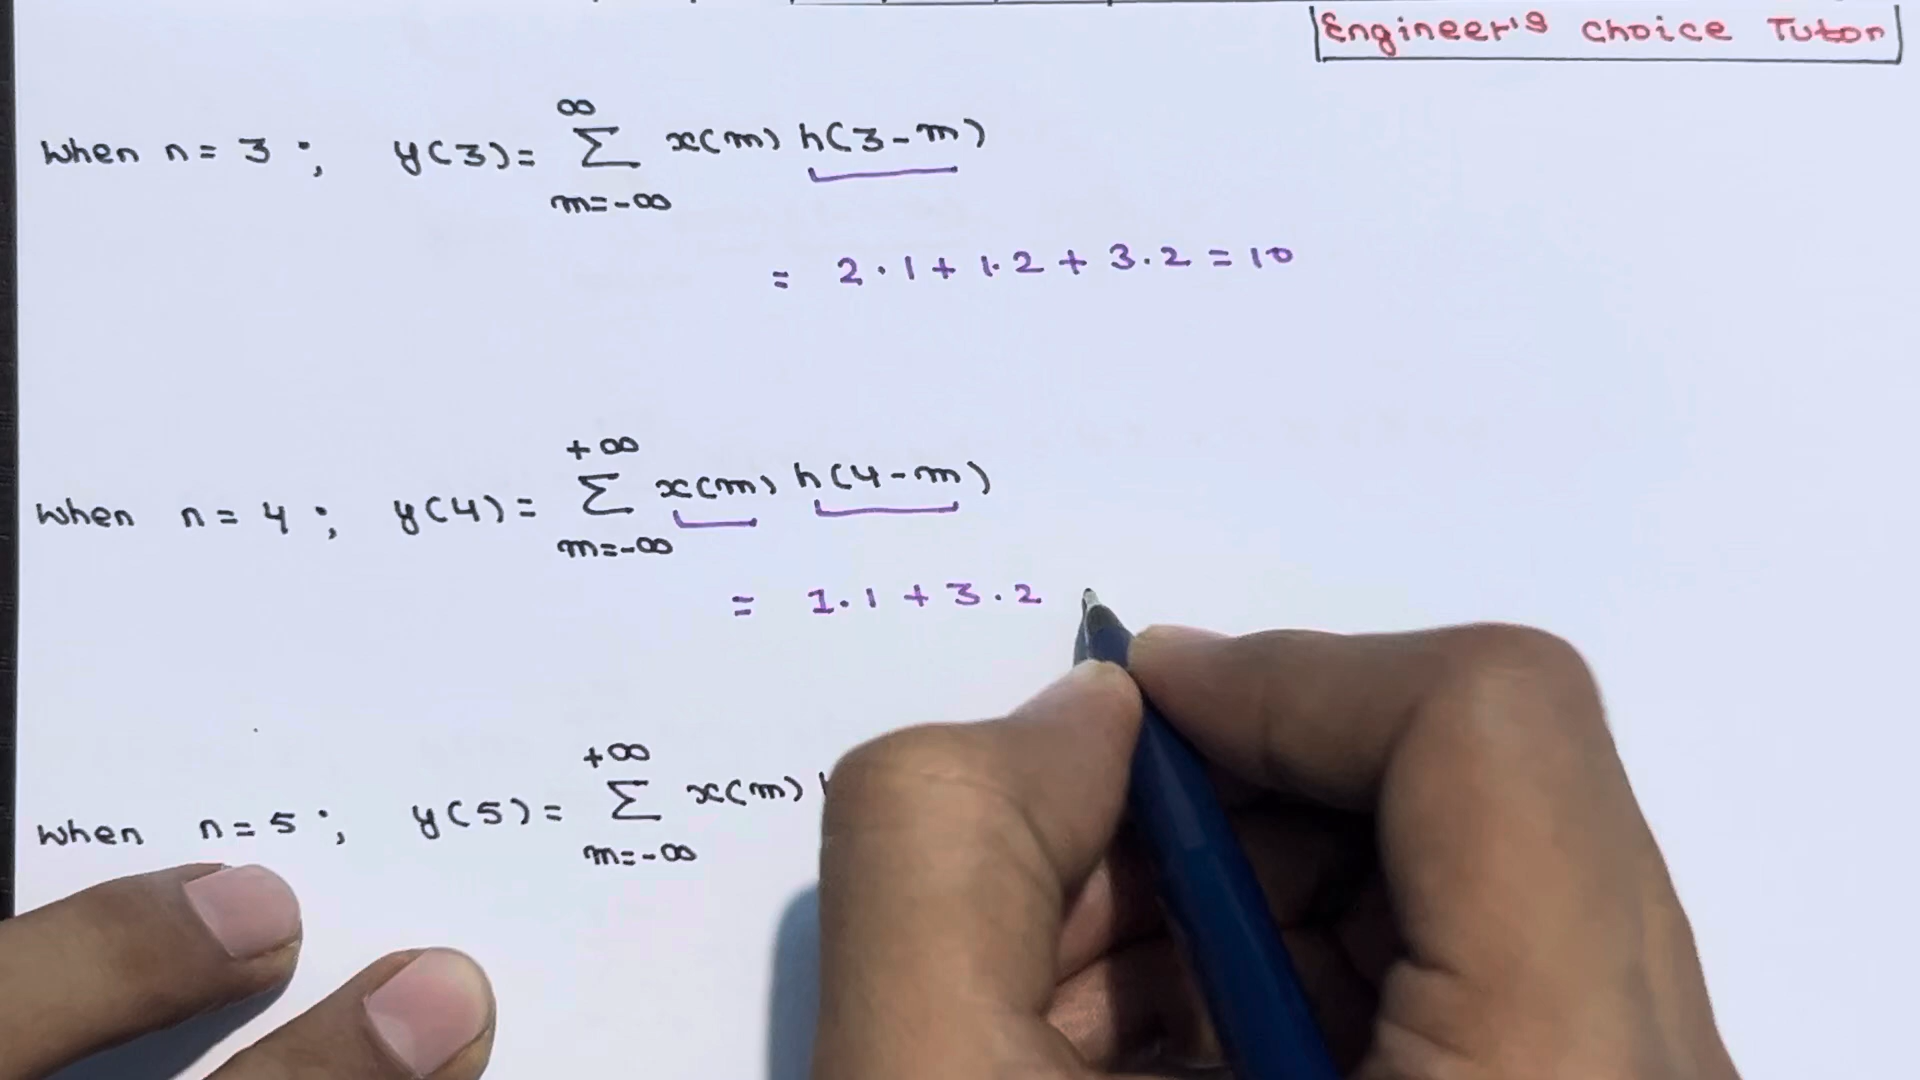 Engineer's Choice Tutor
∞
When n = 3 ; y(3) = Σ x(m) h(3-m)
m=-∞
= 2.1 + 1.2 + 3.2 = 10
+∞
When n = 4 ; y(4) = Σ x(m) h(4-m)
m=-∞
= 1.1 + 3.2
+∞
When n = 5 ; y(5) = Σ x(m)
m=-∞